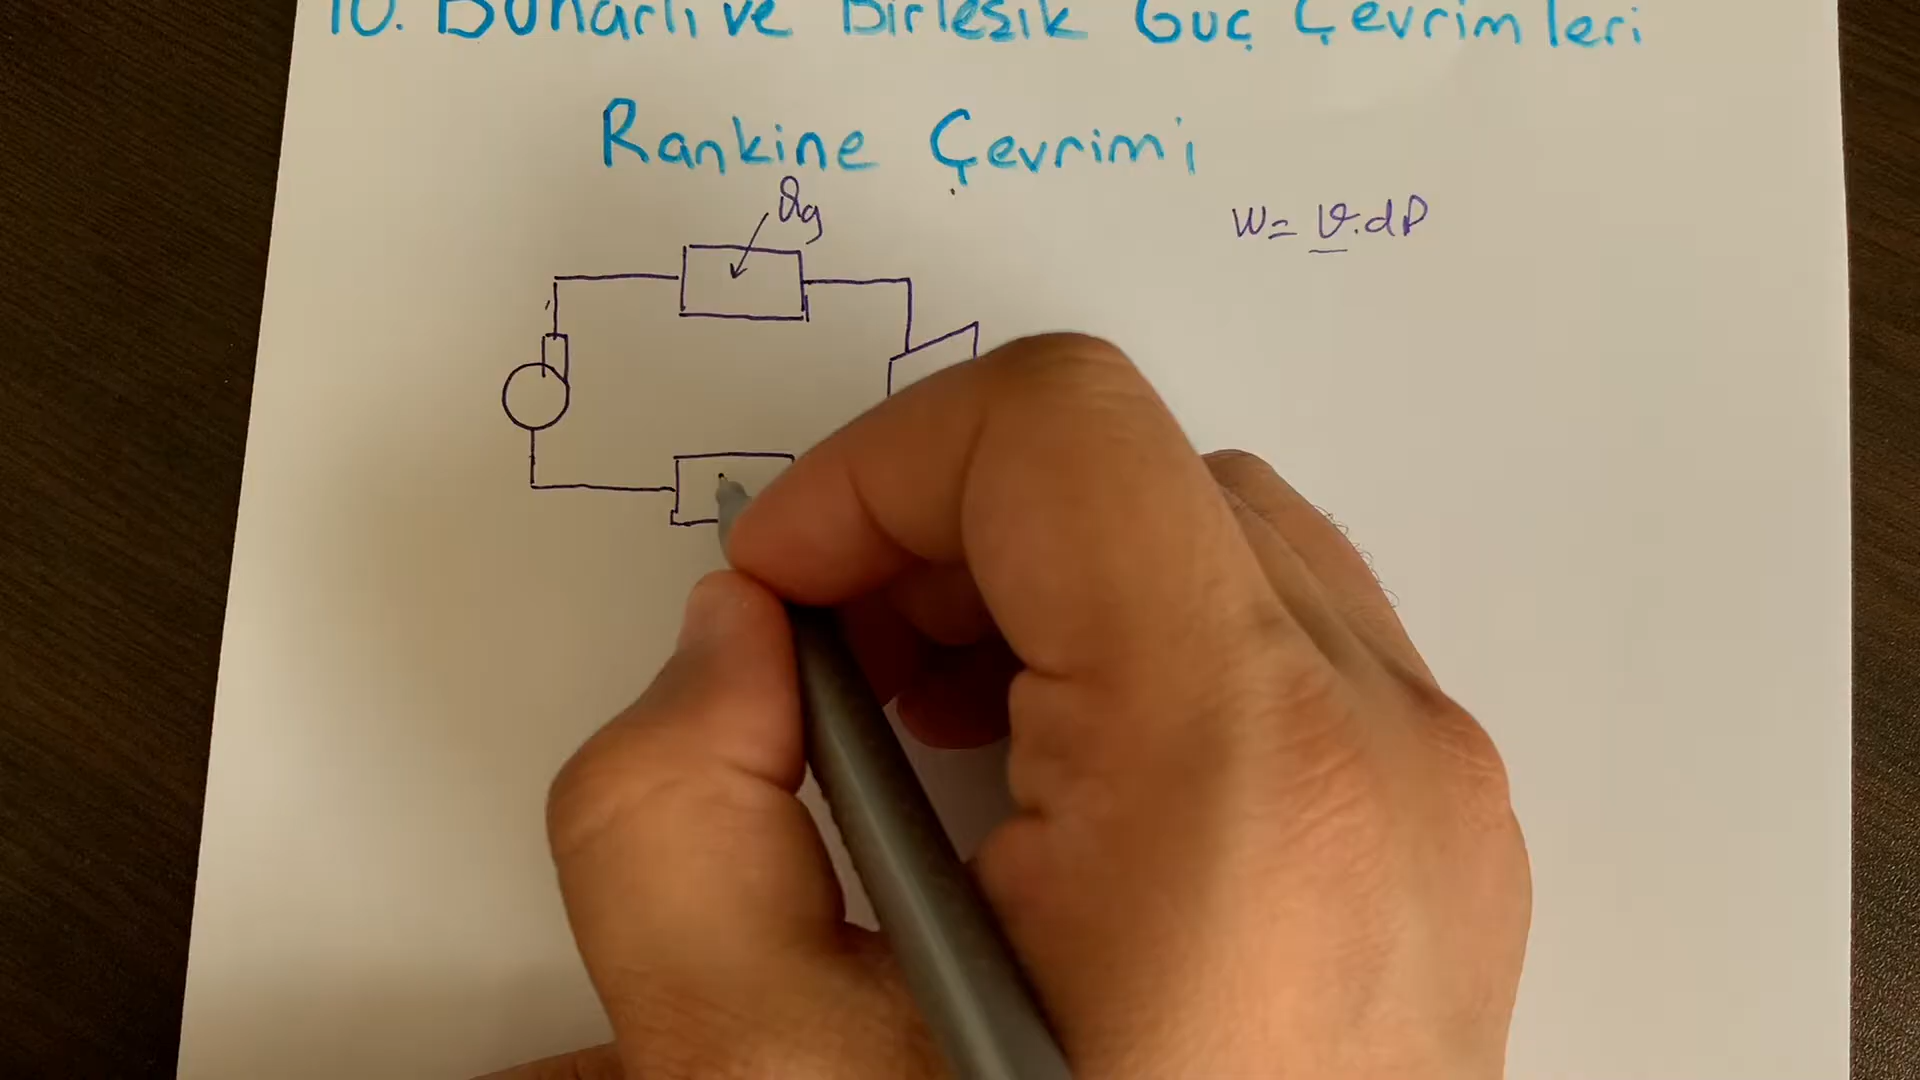 10. Buharlı ve Birleşik Güç Çevrimleri
Rankine Çevrimi
Qg
W = ϑ.dP